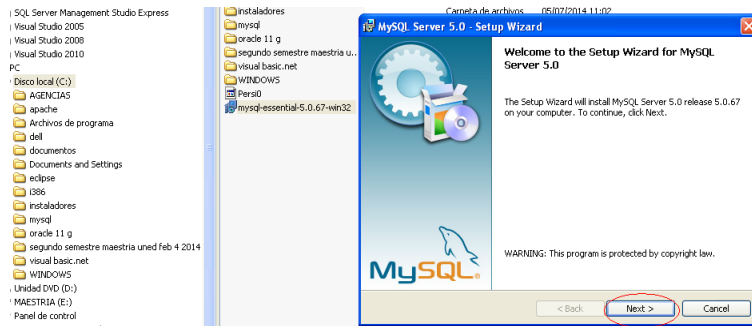 SQL Server Management Studio Express
Visual Studio 2005
Visual Studio 2008
Visual Studio 2010
PC
Disco local (C:)
AGENCIAS
apache
Archivos de programa
dell
documentos
Documents and Settings
eclipse
i386
instaladores
mysql
oracle 11 g
segundo semestre maestria uned feb 4 2014
visual basic.net
WINDOWS
Unidad DVD (D:)
MAESTRIA (E:)
Panel de control
instaladores
Carpeta de archivos 05/07/2014 11:02
mysql
oracle 11 g
segundo semestre maestria u...
visual basic.net
WINDOWS
Persi0
mysql-essential-5.0.67-win32
MySQL Server 5.0 - Setup Wizard
Welcome to the Setup Wizard for MySQL
Server 5.0
The Setup Wizard will install MySQL Server 5.0 release 5.0.67
on your computer. To continue, click Next.
WARNING: This program is protected by copyright law.
MySQL®
< Back Next > Cancel